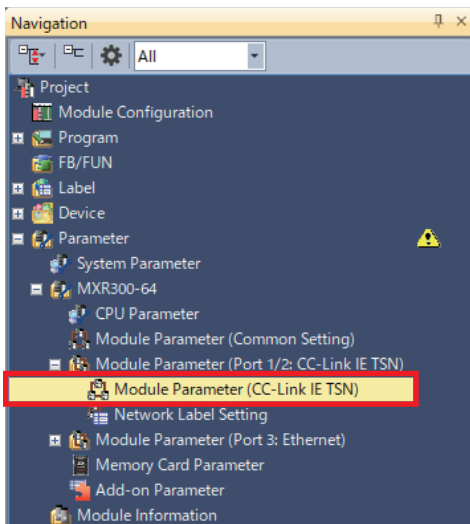 Navigation
All
Project
Module Configuration
Program
FB/FUN
Label
Device
Parameter
System Parameter
MXR300-64
CPU Parameter
Module Parameter (Common Setting)
Module Parameter (Port 1/2: CC-Link IE TSN)
Module Parameter (CC-Link IE TSN)
Network Label Setting
Module Parameter (Port 3: Ethernet)
Memory Card Parameter
Add-on Parameter
Module Information